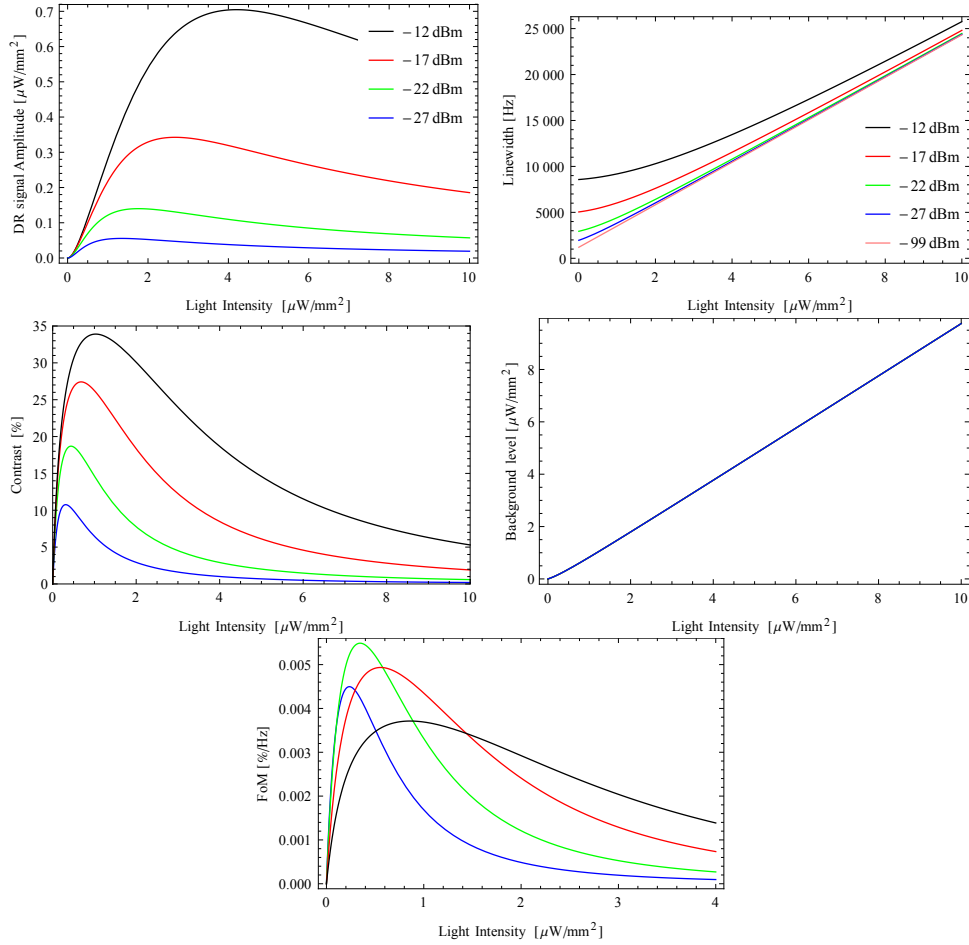 DR signal Amplitude [μW/mm²]
0.7
0.6
0.5
0.4
0.3
0.2
0.1
0.0
0 2 4 6 8 10
Light Intensity [μW/mm²]
−12 dBm
−17 dBm
−22 dBm
−27 dBm
Linewidth [Hz]
25 000
20 000
15 000
10 000
5000
0
0 2 4 6 8 10
Light Intensity [μW/mm²]
−12 dBm
−17 dBm
−22 dBm
−27 dBm
−99 dBm
Contrast [%]
35
30
25
20
15
10
5
0
0 2 4 6 8 10
Light Intensity [μW/mm²]
Background level [μW/mm²]
8
6
4
2
0
0 2 4 6 8 10
Light Intensity [μW/mm²]
FoM [%/Hz]
0.005
0.004
0.003
0.002
0.001
0.000
0 1 2 3 4
Light Intensity [μW/mm²]